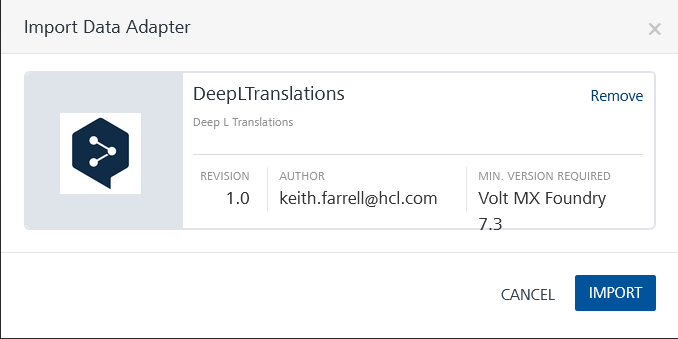 Import Data Adapter
DeepLTranslations
Remove
Deep L Translations
REVISION
AUTHOR
MIN. VERSION REQUIRED
1.0
keith.farrell@hcl.com
Volt MX Foundry
7.3
CANCEL
IMPORT